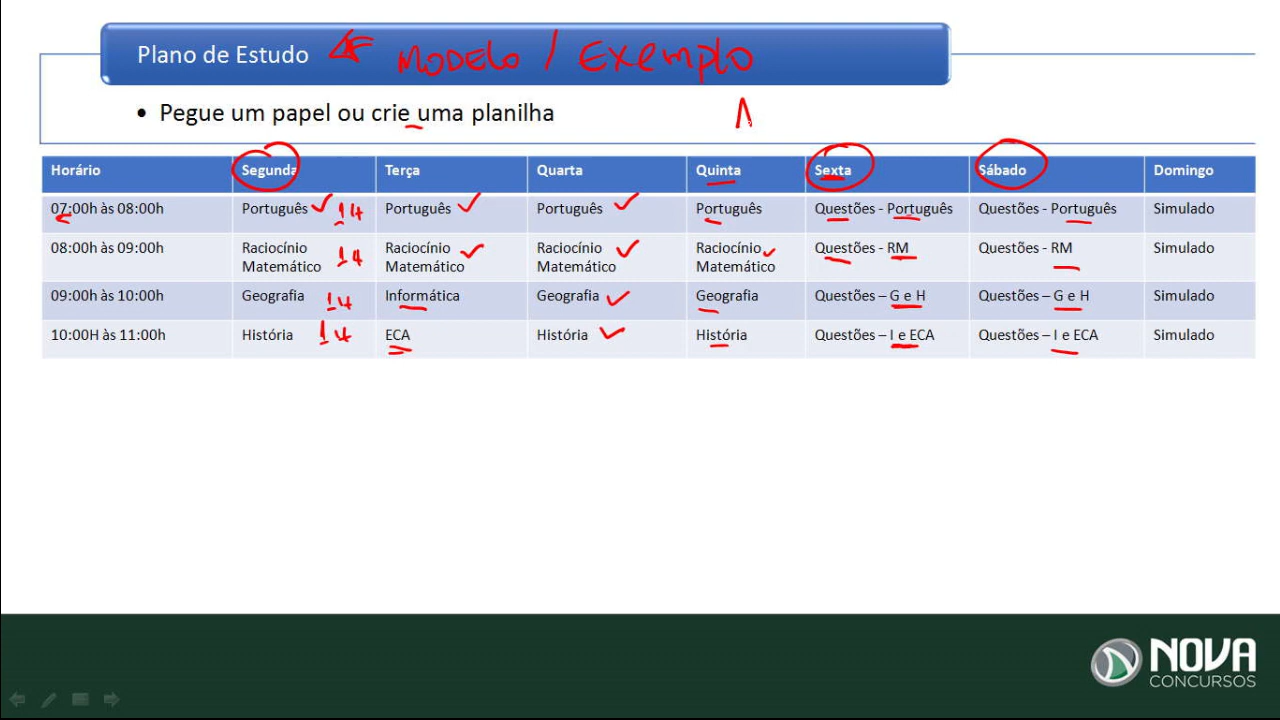 Plano de Estudo MODELO / Exemplo
• Pegue um papel ou crie uma planilha
Horário Segunda Terça Quarta Quinta Sexta Sábado Domingo
07:00h às 08:00h Português 1h Português Português Português Questões - Português Questões - Português Simulado
08:00h às 09:00h Raciocínio Matemático 1h Raciocínio Matemático Raciocínio Matemático Raciocínio Matemático Questões - RM Questões - RM Simulado
09:00h às 10:00h Geografia 1h Informática Geografia Geografia Questões – G e H Questões – G e H Simulado
10:00H às 11:00h História 1h ECA História História Questões – I e ECA Questões – I e ECA Simulado
NOVA
CONCURSOS